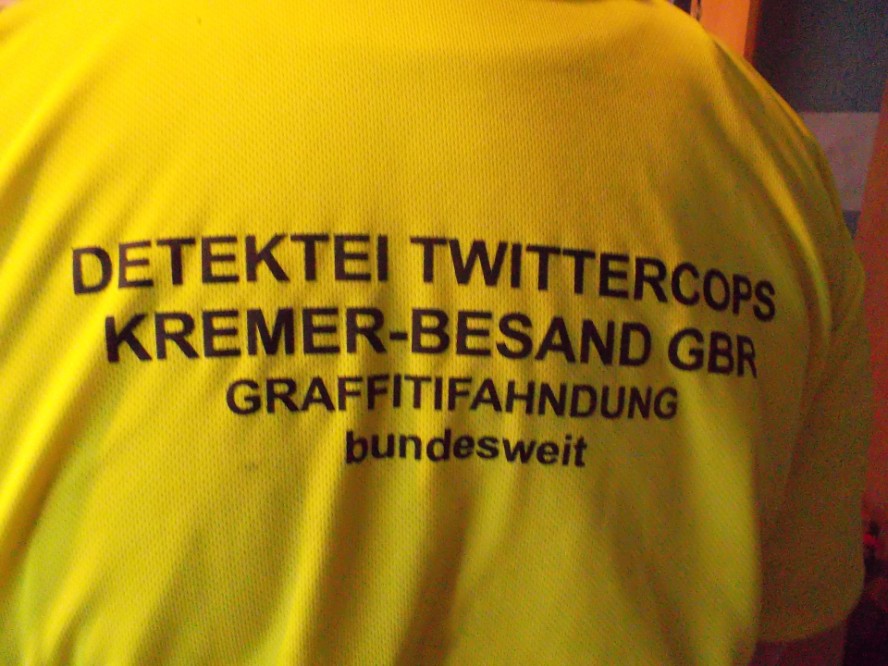 DETEKTEI TWITTERCOPS
KREMER-BESAND GBR
GRAFFITIFAHNDUNG
bundesweit